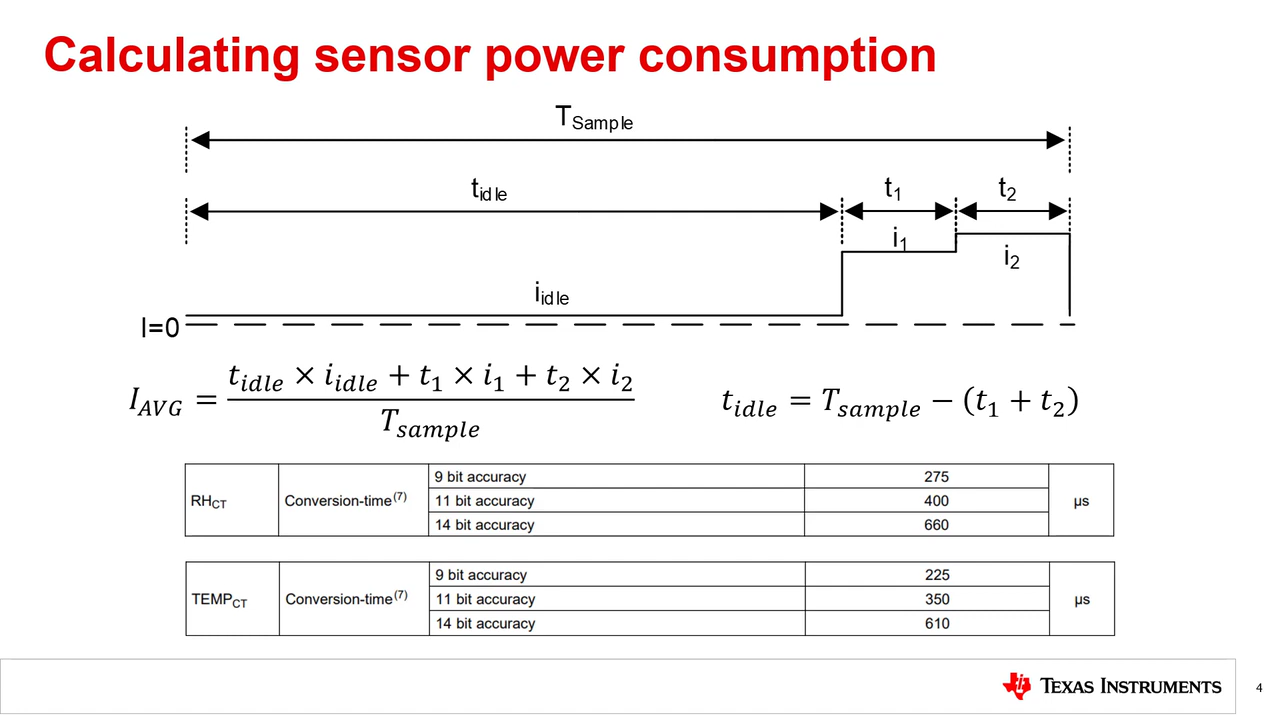 Calculating sensor power consumption
T_Sample
t_idle
t_1
t_2
i_1
i_2
i_idle
I=0
I_AVG = (t_idle × i_idle + t_1 × i_1 + t_2 × i_2) / T_sample
t_idle = T_sample − (t_1 + t_2)
RH_CT Conversion-time(7) 9 bit accuracy 275 µs
11 bit accuracy 400
14 bit accuracy 660
TEMP_CT Conversion-time(7) 9 bit accuracy 225 µs
11 bit accuracy 350
14 bit accuracy 610
TEXAS INSTRUMENTS
4